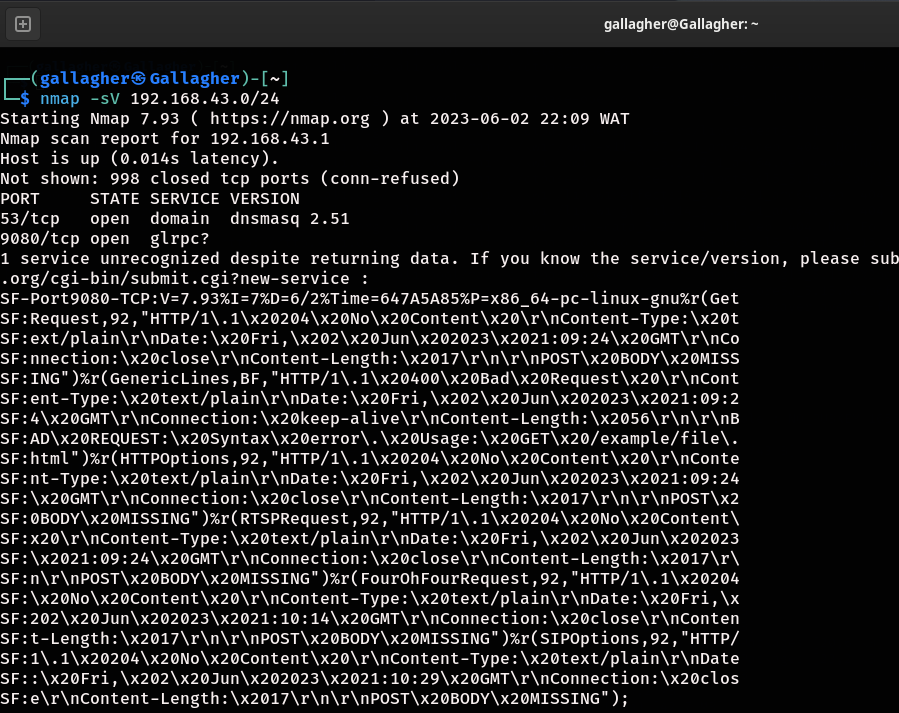 gallagher@Gallagher: ~
┌──(gallagher㉿Gallagher)-[~]
└─$ nmap -sV 192.168.43.0/24
Starting Nmap 7.93 ( https://nmap.org ) at 2023-06-02 22:09 WAT
Nmap scan report for 192.168.43.1
Host is up (0.014s latency).
Not shown: 998 closed tcp ports (conn-refused)
PORT     STATE SERVICE VERSION
53/tcp   open  domain  dnsmasq 2.51
9080/tcp open  glrpc?
1 service unrecognized despite returning data. If you know the service/version, please sub
.org/cgi-bin/submit.cgi?new-service :
SF-Port9080-TCP:V=7.93%I=7%D=6/2%Time=647A5A85%P=x86_64-pc-linux-gnu%r(Get
SF:Request,92,"HTTP/1\.1\x20204\x20No\x20Content\x20\r\nContent-Type:\x20t
SF:ext/plain\r\nDate:\x20Fri,\x202\x20Jun\x202023\x2021:09:24\x20GMT\r\nCo
SF:nnection:\x20close\r\nContent-Length:\x2017\r\n\r\nPOST\x20BODY\x20MISS
SF:ING")%r(GenericLines,BF,"HTTP/1\.1\x20400\x20Bad\x20Request\x20\r\nCont
SF:ent-Type:\x20text/plain\r\nDate:\x20Fri,\x202\x20Jun\x202023\x2021:09:2
SF:4\x20GMT\r\nConnection:\x20keep-alive\r\nContent-Length:\x2056\r\n\r\nB
SF:AD\x20REQUEST:\x20Syntax\x20error\.\x20Usage:\x20GET\x20/example/file\.
SF:html")%r(HTTPOptions,92,"HTTP/1\.1\x20204\x20No\x20Content\x20\r\nConte
SF:nt-Type:\x20text/plain\r\nDate:\x20Fri,\x202\x20Jun\x202023\x2021:09:24
SF:\x20GMT\r\nConnection:\x20close\r\nContent-Length:\x2017\r\n\r\nPOST\x2
SF:0BODY\x20MISSING")%r(RTSPRequest,92,"HTTP/1\.1\x20204\x20No\x20Content\
SF:x20\r\nContent-Type:\x20text/plain\r\nDate:\x20Fri,\x202\x20Jun\x202023
SF:\x2021:09:24\x20GMT\r\nConnection:\x20close\r\nContent-Length:\x2017\r\
SF:n\r\nPOST\x20BODY\x20MISSING")%r(FourOhFourRequest,92,"HTTP/1\.1\x20204
SF:\x20No\x20Content\x20\r\nContent-Type:\x20text/plain\r\nDate:\x20Fri,\x
SF:202\x20Jun\x202023\x2021:10:14\x20GMT\r\nConnection:\x20close\r\nConten
SF:t-Length:\x2017\r\n\r\nPOST\x20BODY\x20MISSING")%r(SIPOptions,92,"HTTP/
SF:1\.1\x20204\x20No\x20Content\x20\r\nContent-Type:\x20text/plain\r\nDate
SF::\x20Fri,\x202\x20Jun\x202023\x2021:10:29\x20GMT\r\nConnection:\x20clos
SF:e\r\nContent-Length:\x2017\r\n\r\nPOST\x20BODY\x20MISSING");